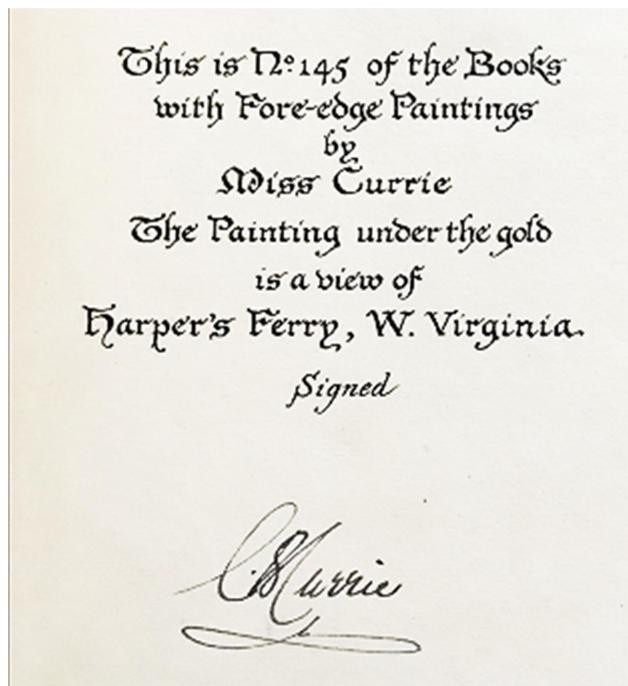 This is Nº 145 of the Books
with Fore-edge Paintings
by
Miss Currie
The Painting under the gold
is a view of
Harper's Ferry, W. Virginia.
Signed
C. B. Currie